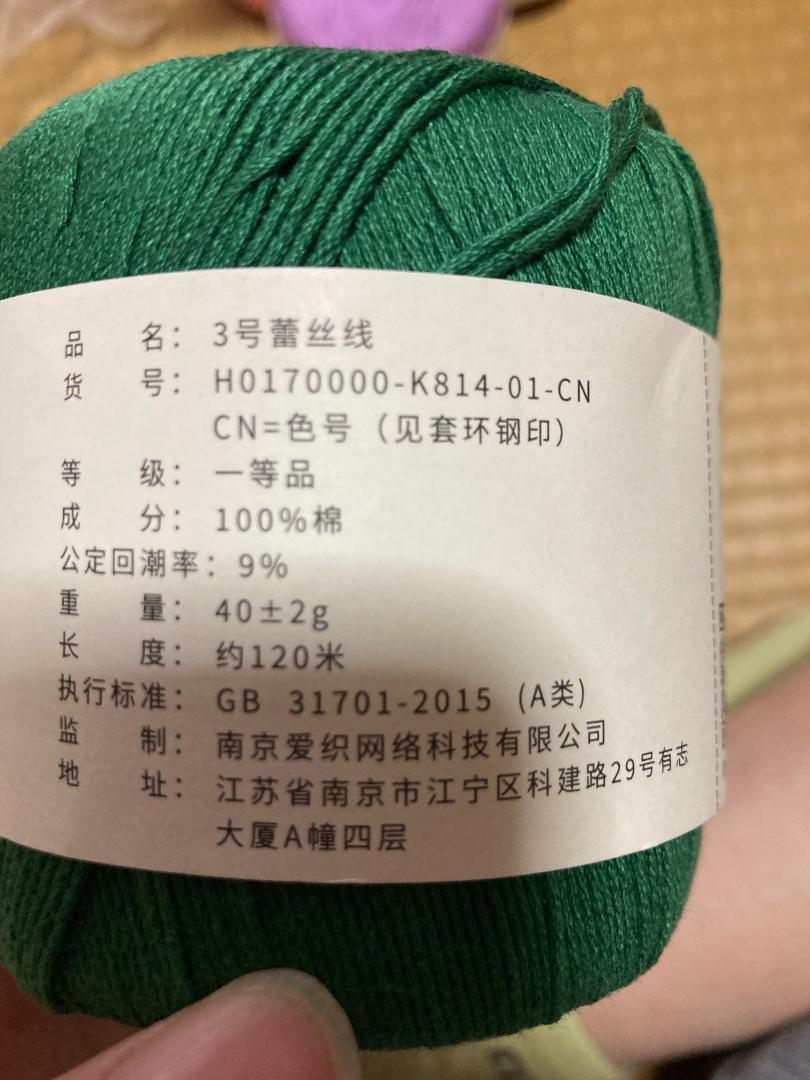 品名：3号蕾丝线
货号：H0170000-K814-01-CN
CN=色号（见套环钢印）
等级：一等品
成分：100%棉
公定回潮率：9%
重量：40±2g
长度：约120米
执行标准：GB 31701-2015（A类）
监制：南京爱织网络科技有限公司
地址：江苏省南京市江宁区科建路29号有志
大厦A幢四层